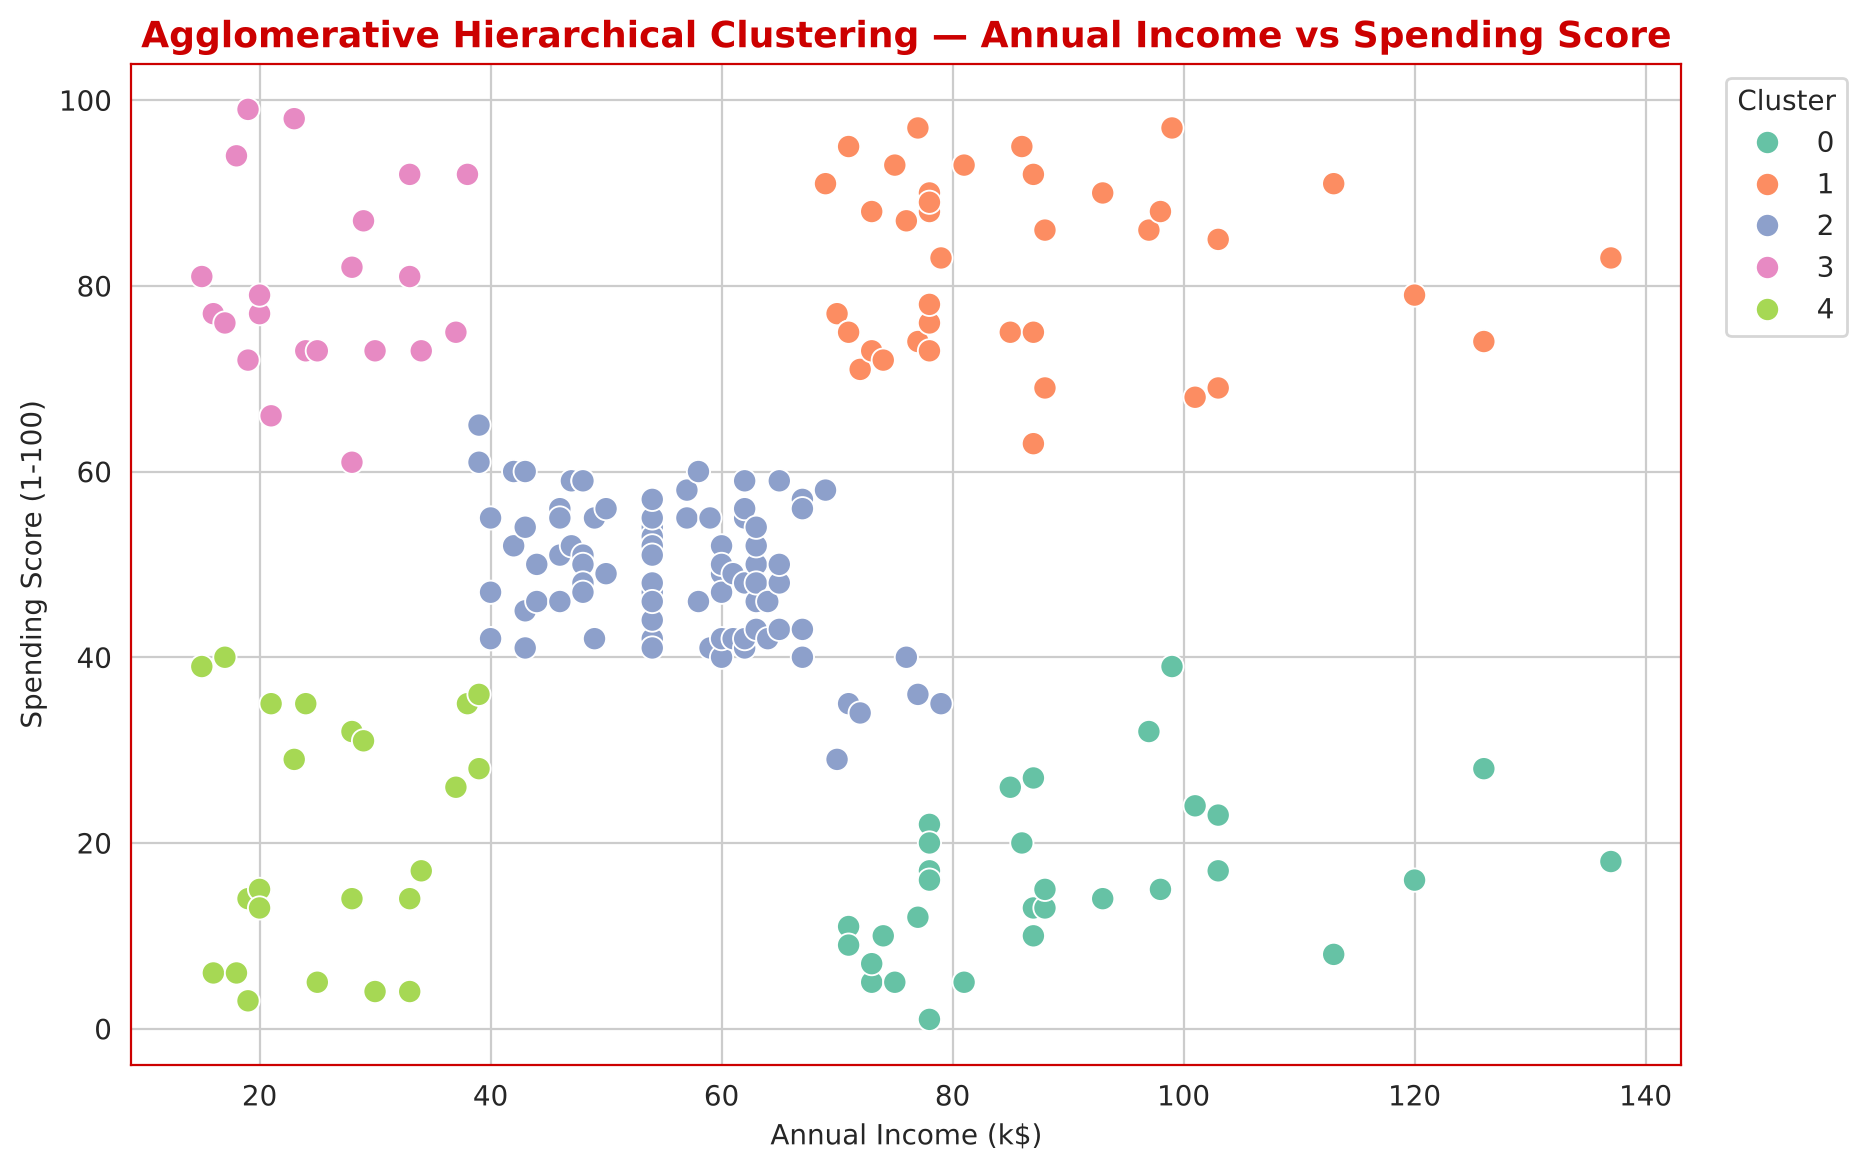 Agglomerative Hierarchical Clustering — Annual Income vs Spending Score
Cluster
0
1
2
3
4
Spending Score (1-100)
100
80
60
40
20
0
20 40 60 80 100 120 140
Annual Income (k$)